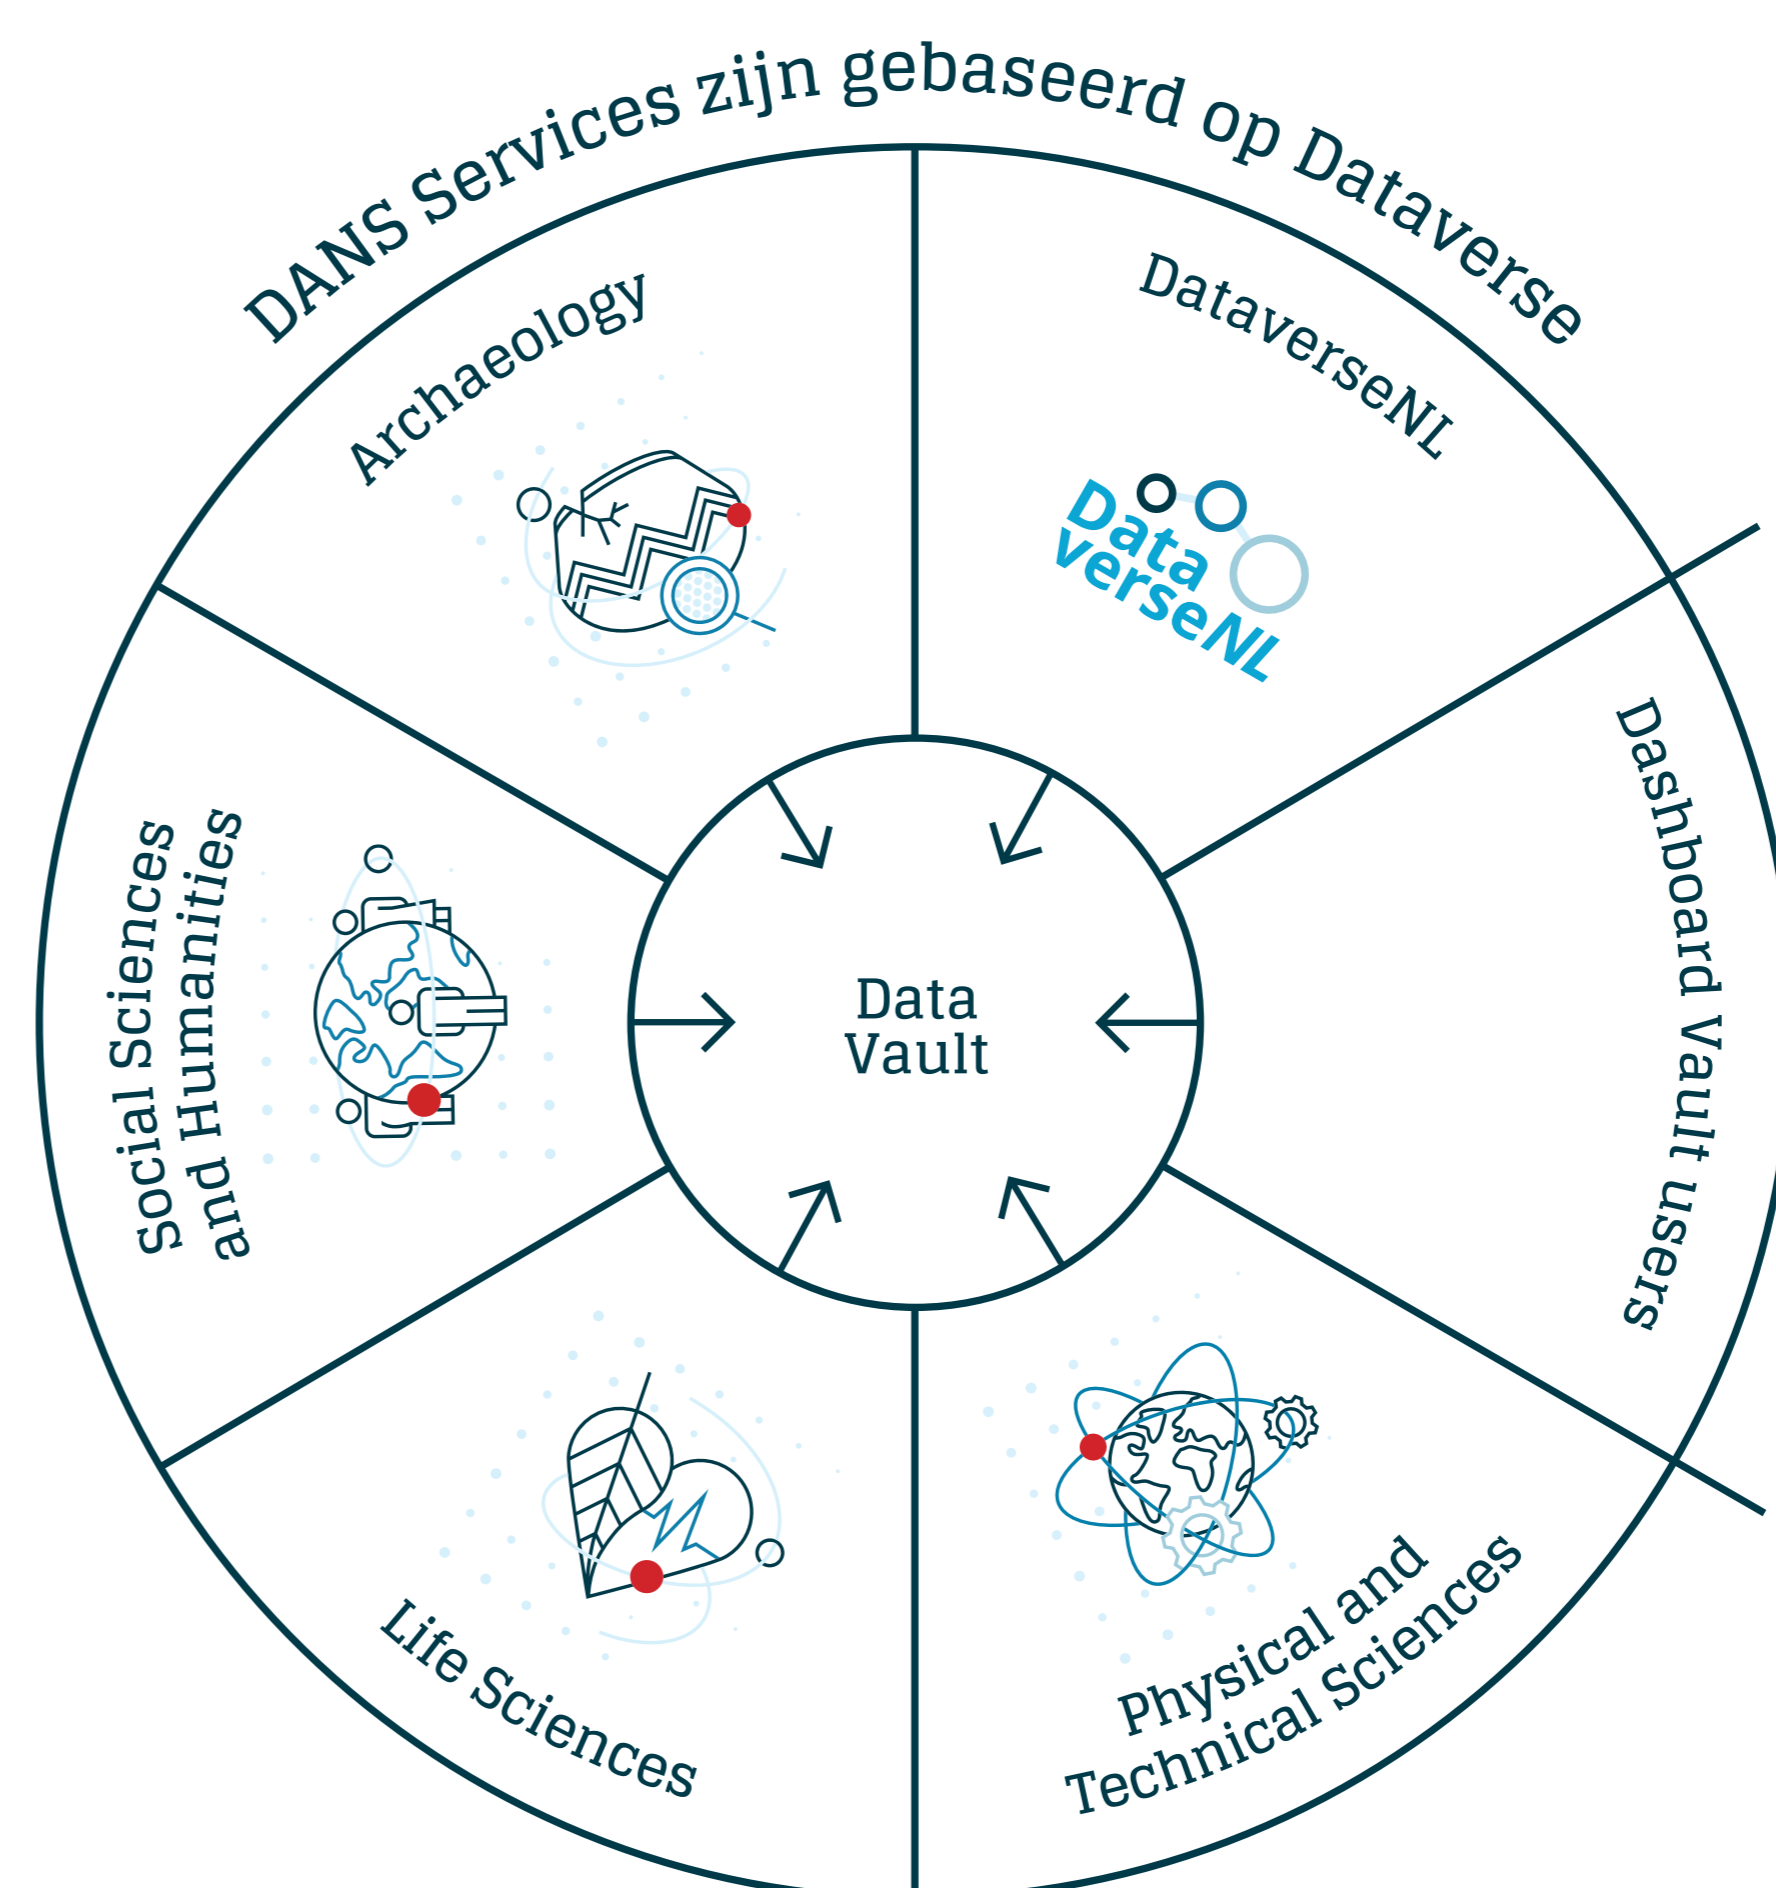 DANS Services zijn gebaseerd op Dataverse
Archaeology
DataverseNL
Data
verseNL
Dashboard Vault users
Social Sciences
and Humanities
Data
Vault
Life Sciences
Physical and
Technical Sciences